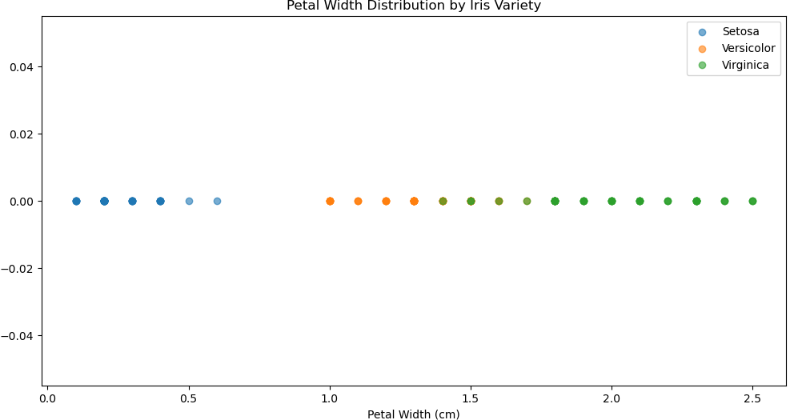 Petal Width Distribution by Iris Variety
Setosa
Versicolor
Virginica
0.04
0.02
0.00
−0.02
−0.04
0.0 0.5 1.0 1.5 2.0 2.5
Petal Width (cm)